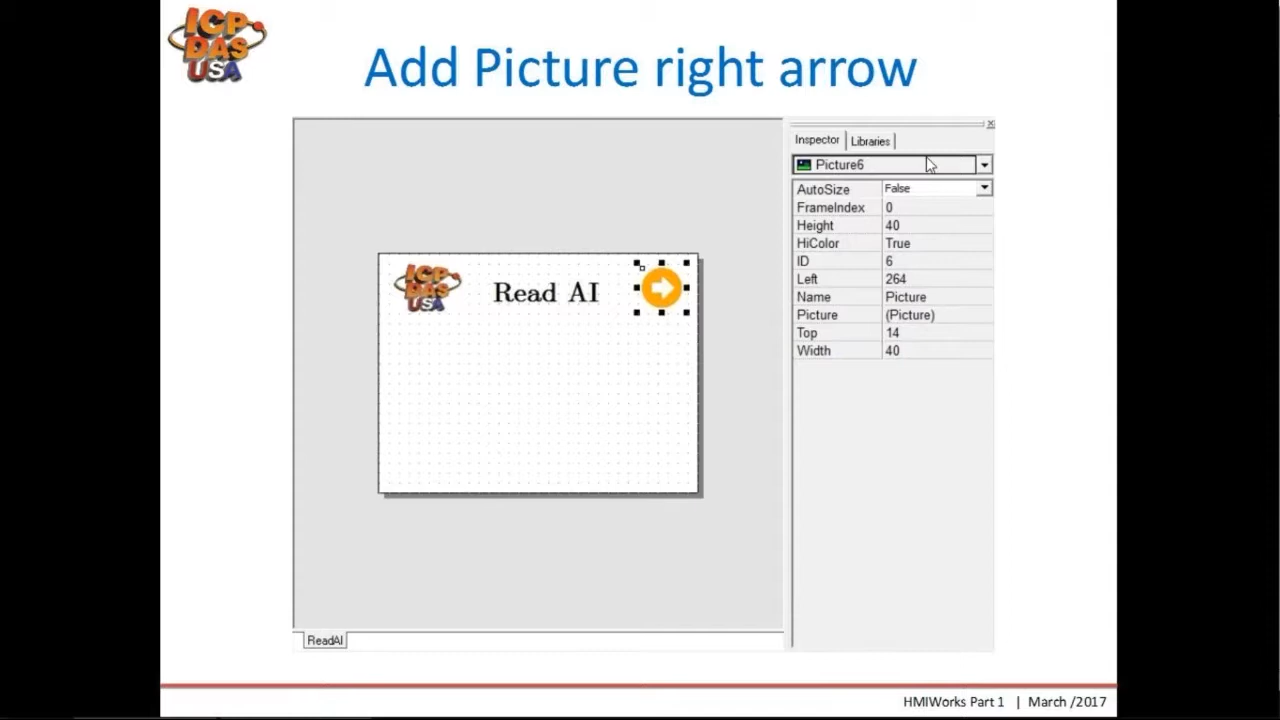 ICP
DAS
USA
Add Picture right arrow
Inspector
Libraries
Picture6
AutoSize False
FrameIndex 0
Height 40
HiColor True
ID 6
Left 264
Name Picture
Picture (Picture)
Top 14
Width 40
ICP
DAS
USA
Read AI
ReadAI
HMIWorks Part 1 | March /2017